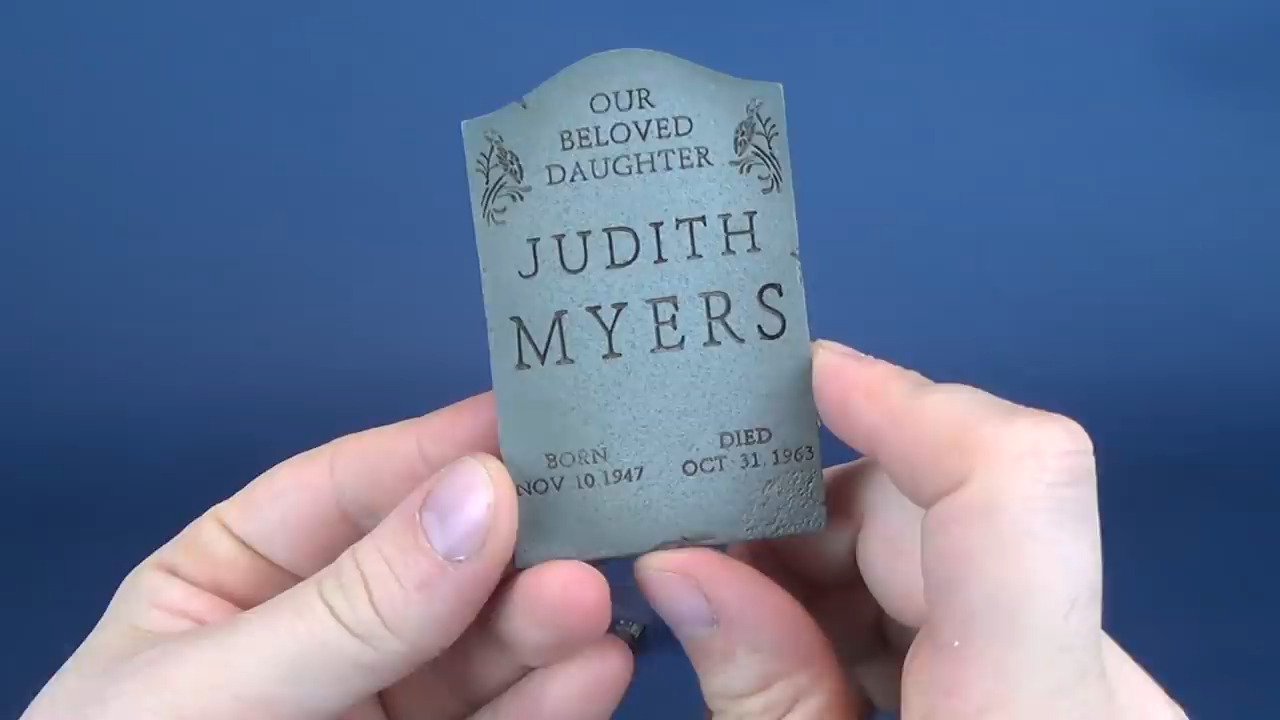 OUR
BELOVED
DAUGHTER
JUDITH
MYERS
BORN
NOV 10 1947
DIED
OCT 31, 1963